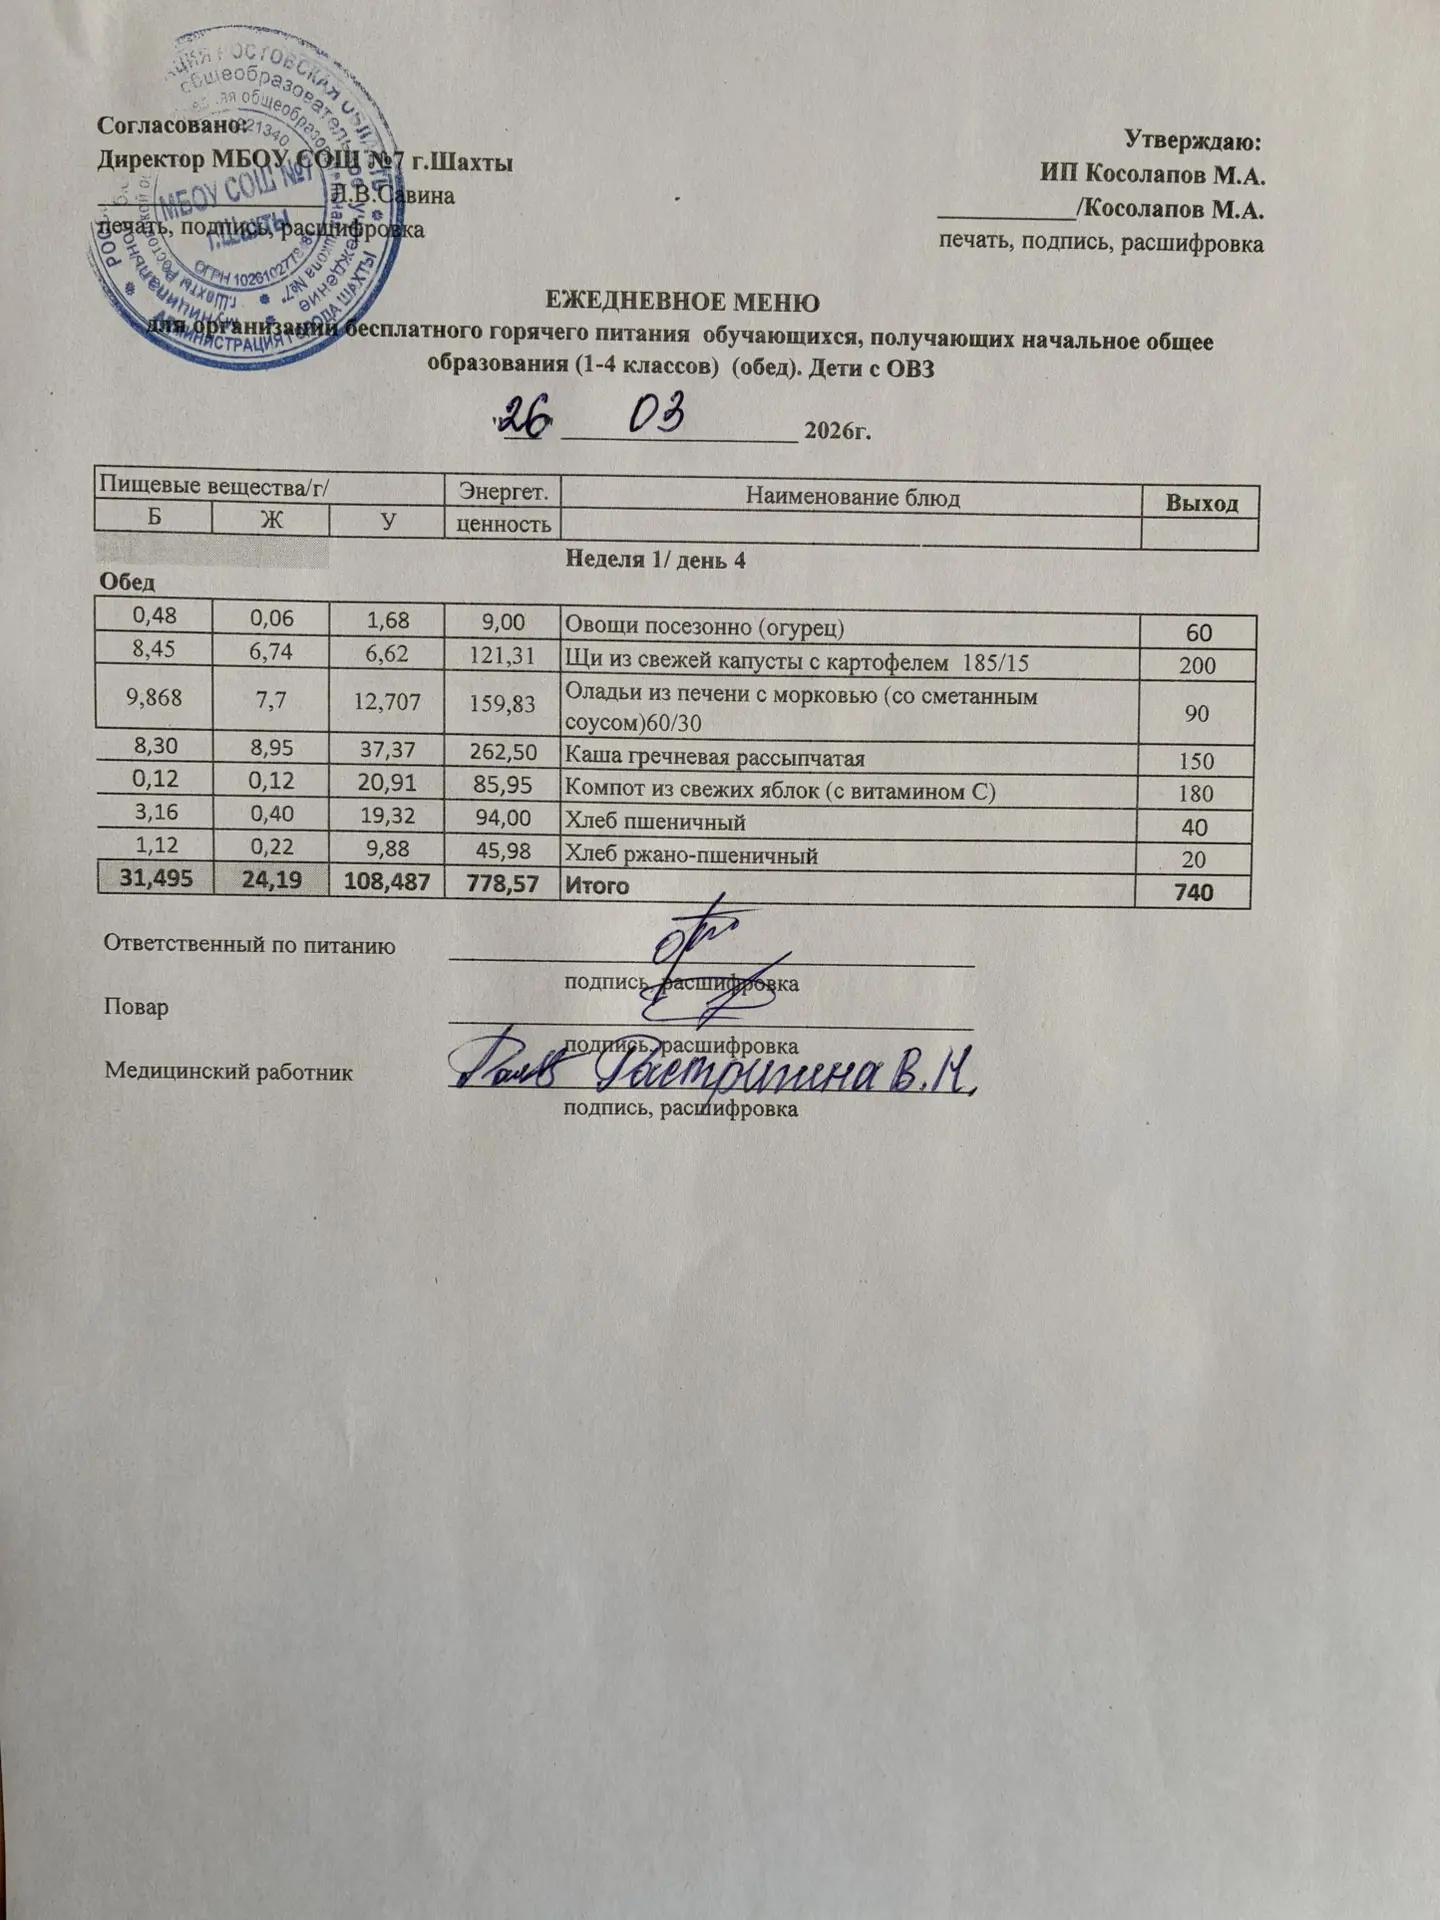 Согласовано:
Директор МБОУ СОШ №7 г.Шахты
Д.В.Савина
печать, подпись, расшифровка
МБОУ СОШ №7
г.Шахты
Утверждаю:
ИП Косолапов М.А.
____________/Косолапов М.А.
печать, подпись, расшифровка
ЕЖЕДНЕВНОЕ МЕНЮ
для организации бесплатного горячего питания обучающихся, получающих начальное общее
образования (1-4 классов) (обед). Дети с ОВЗ
"26" 03 2026г.
Пищевые вещества/г/ Энергет. Наименование блюд Выход
Б Ж У ценность
Неделя 1/ день 4
Обед
0,48 0,06 1,68 9,00 Овощи посезонно (огурец) 60
8,45 6,74 6,62 121,31 Щи из свежей капусты с картофелем 185/15 200
9,868 7,7 12,707 159,83 Оладьи из печени с морковью (со сметанным
соусом)60/30 90
8,30 8,95 37,37 262,50 Каша гречневая рассыпчатая 150
0,12 0,12 20,91 85,95 Компот из свежих яблок (с витамином С) 180
3,16 0,40 19,32 94,00 Хлеб пшеничный 40
1,12 0,22 9,88 45,98 Хлеб ржано-пшеничный 20
31,495 24,19 108,487 778,57 Итого 740
Ответственный по питанию
подпись, расшифровка
Повар
подпись, расшифровка
Медицинский работник В.Н.
подпись, расшифровка